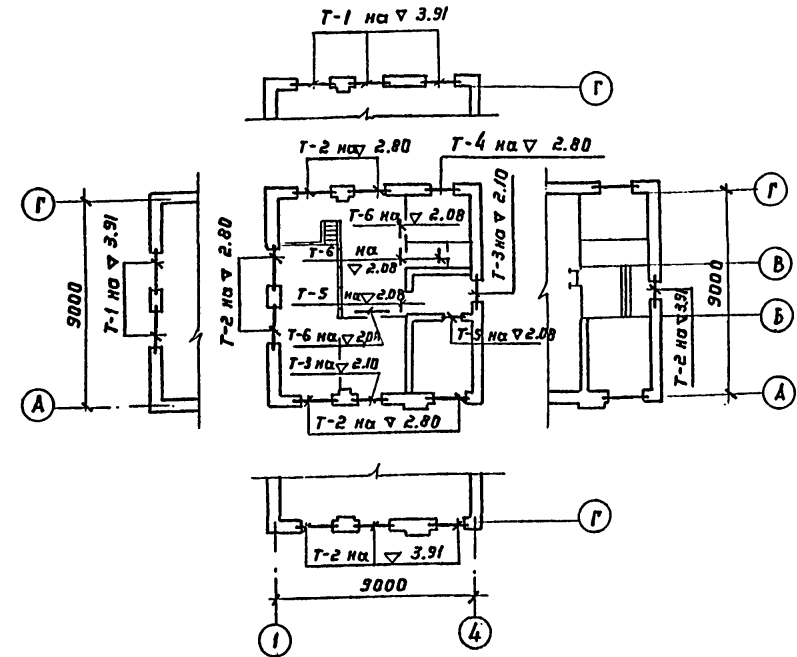 Т-1 на ▽ 3.91
Г
Т-2 на ▽ 2.80
Т-4 на ▽ 2.80
Г
Г
9000
Т-1 на ▽ 3.91
Т-2 на ▽ 2.80
Т-6 на ▽ 2.08
Т-6 на
▽ 2.08
Т-5 на ▽ 2.08
Т-6 на ▽
Т-3 на ▽ 2.10
Т-5 на ▽ 2.08
Т-3 на ▽ 2.10
В
Б
9000
Т-2 на ▽ 3.91
А
А
Т-2 на ▽ 2.80
Г
Т-2 на ▽ 3.91
9000
1
4